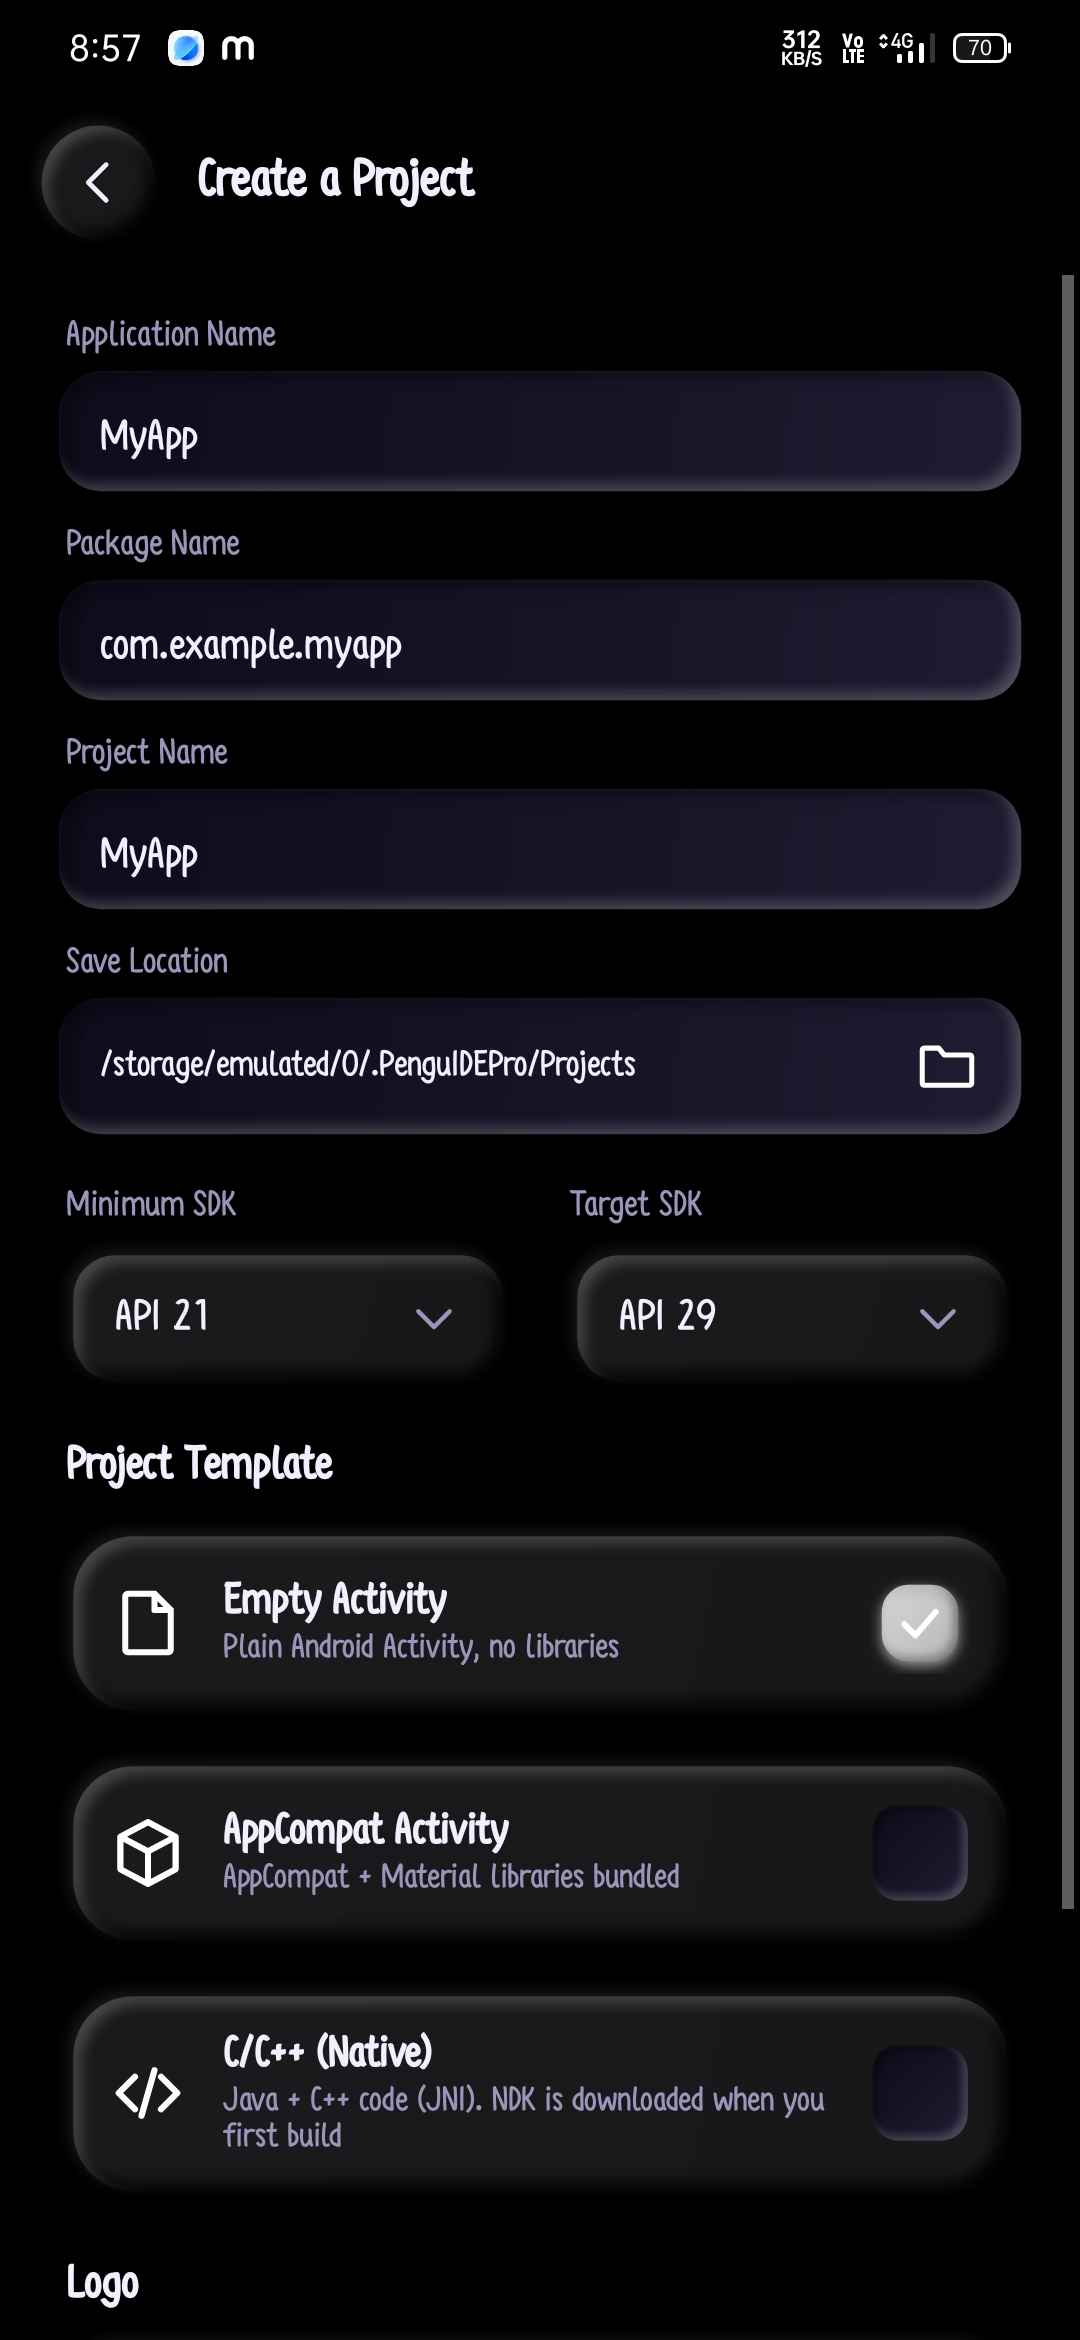 8:57 m 312 KB/S Vo LTE 4G 70
Create a Project
Application Name
MyApp
Package Name
com.example.myapp
Project Name
MyApp
Save Location
/storage/emulated/0/.PenguIDEPro/Projects
Minimum SDK Target SDK
API 21 API 29
Project Template
Empty Activity
Plain Android Activity, no libraries
AppCompat Activity
AppCompat + Material libraries bundled
C/C++ (Native)
Java + C++ code (JNI). NDK is downloaded when you
first build
Logo